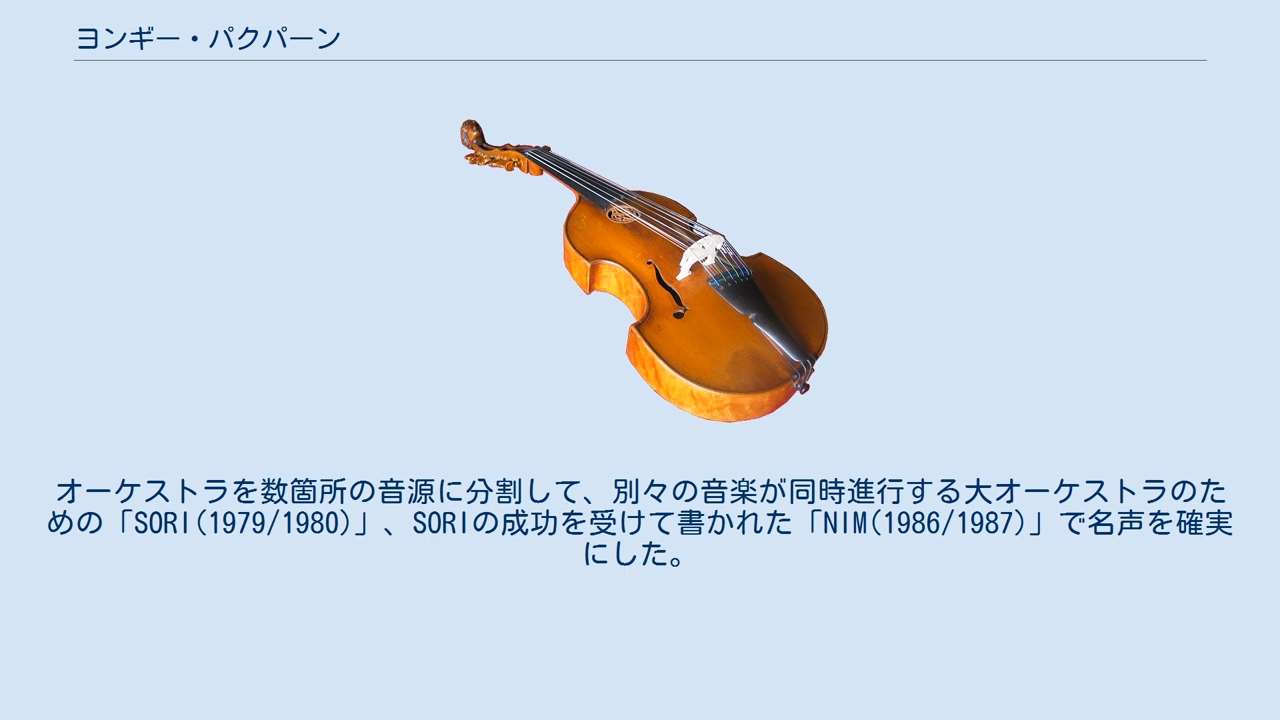 ヨンギー・パクパーン
オーケストラを数箇所の音源に分割して、別々の音楽が同時進行する大オーケストラのた
めの「SORI(1979/1980)」、SORIの成功を受けて書かれた「NIM(1986/1987)」で名声を確実
にした。